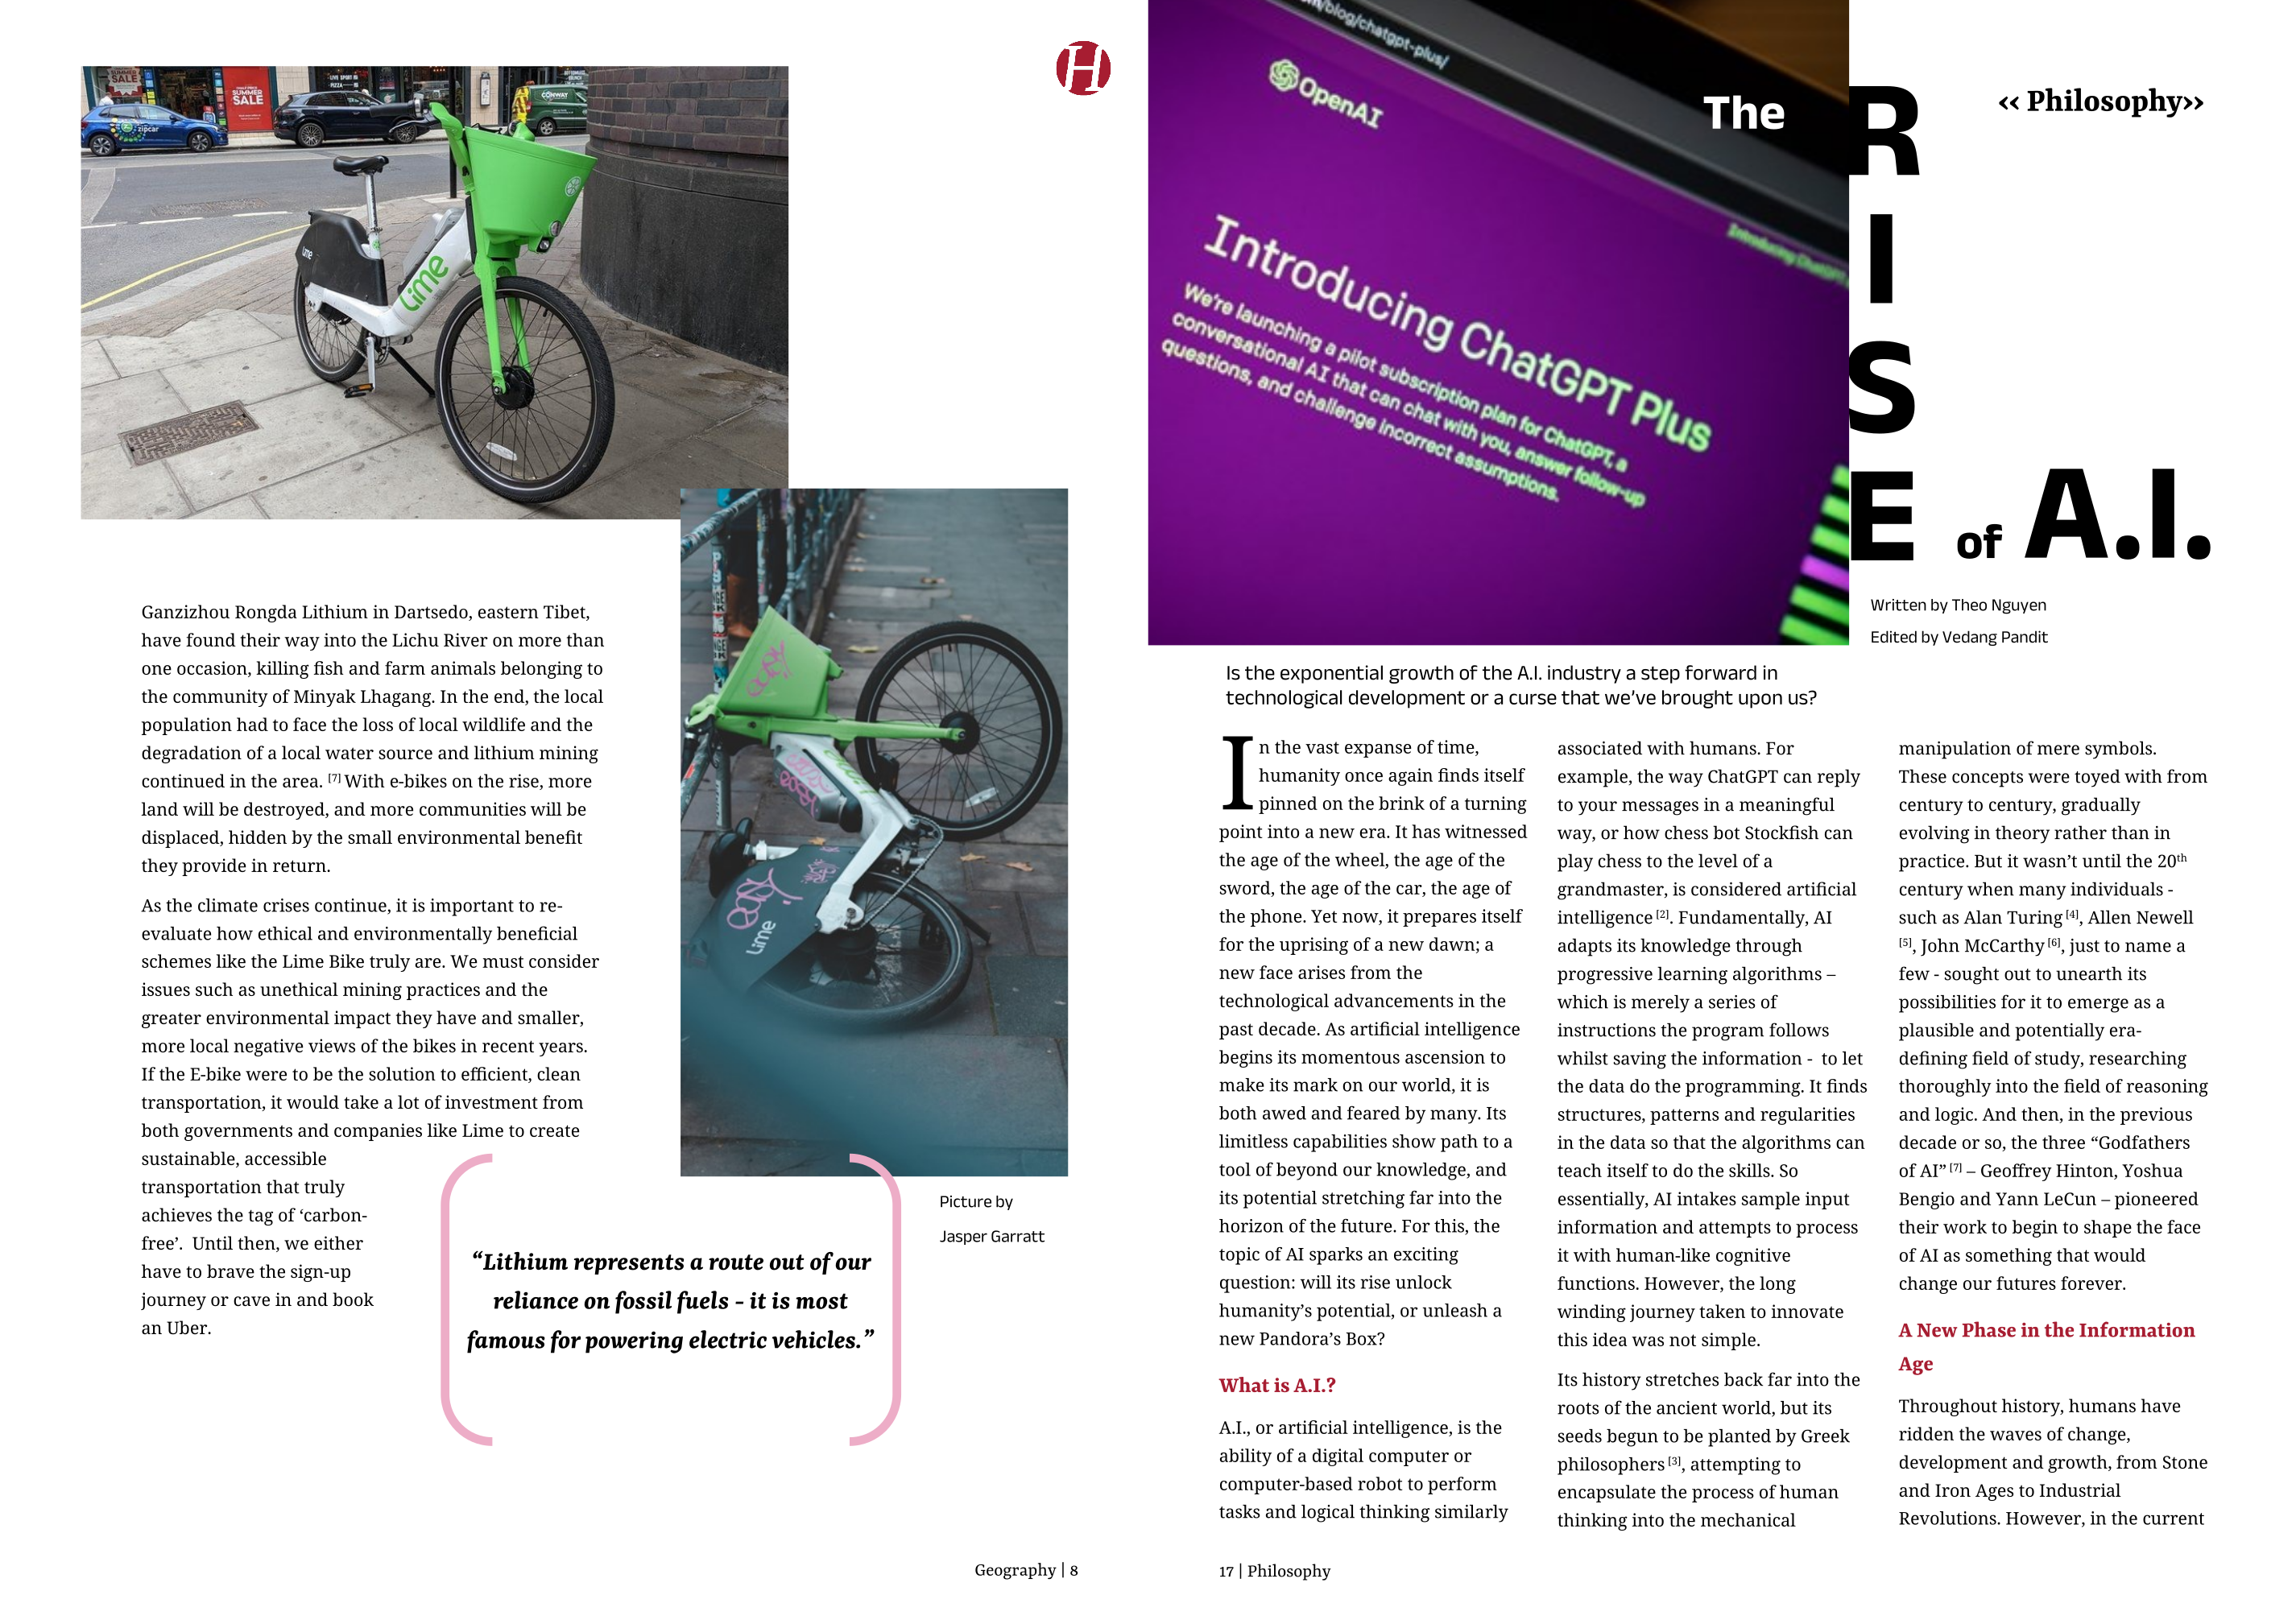 SUMMER
SALE
SUMMER
SALE
LIVE SPORT
PIZZA
CONWAY
zipcar
Lime
Lime
H
Ganzizhou Rongda Lithium in Dartsedo, eastern Tibet,
have found their way into the Lichu River on more than
one occasion, killing fish and farm animals belonging to
the community of Minyak Lhagang. In the end, the local
population had to face the loss of local wildlife and the
degradation of a local water source and lithium mining
continued in the area. [7] With e-bikes on the rise, more
land will be destroyed, and more communities will be
displaced, hidden by the small environmental benefit
they provide in return.
As the climate crises continue, it is important to re-
evaluate how ethical and environmentally beneficial
schemes like the Lime Bike truly are. We must consider
issues such as unethical mining practices and the
greater environmental impact they have and smaller,
more local negative views of the bikes in recent years.
If the E-bike were to be the solution to efficient, clean
transportation, it would take a lot of investment from
both governments and companies like Lime to create
sustainable, accessible
transportation that truly
achieves the tag of ‘carbon-
free’.  Until then, we either
have to brave the sign-up
journey or cave in and book
an Uber.
Lime
Picture by
Jasper Garratt
“Lithium represents a route out of our
reliance on fossil fuels – it is most
famous for powering electric vehicles.”
Geography | 8
/blog/chatgpt-plus/
OpenAI
Introducing ChatGPT Plus
We're launching a pilot subscription plan for ChatGPT, a
conversational AI that can chat with you, answer follow-up
questions, and challenge incorrect assumptions.
‹‹ Philosophy››
The
R
I
S
E of A.I.
Written by Theo Nguyen
Edited by Vedang Pandit
Is the exponential growth of the A.I. industry a step forward in
technological development or a curse that we’ve brought upon us?
In the vast expanse of time,
humanity once again finds itself
pinned on the brink of a turning
point into a new era. It has witnessed
the age of the wheel, the age of the
sword, the age of the car, the age of
the phone. Yet now, it prepares itself
for the uprising of a new dawn; a
new face arises from the
technological advancements in the
past decade. As artificial intelligence
begins its momentous ascension to
make its mark on our world, it is
both awed and feared by many. Its
limitless capabilities show path to a
tool of beyond our knowledge, and
its potential stretching far into the
horizon of the future. For this, the
topic of AI sparks an exciting
question: will its rise unlock
humanity’s potential, or unleash a
new Pandora’s Box?
What is A.I.?
A.I., or artificial intelligence, is the
ability of a digital computer or
computer-based robot to perform
tasks and logical thinking similarly
associated with humans. For
example, the way ChatGPT can reply
to your messages in a meaningful
way, or how chess bot Stockfish can
play chess to the level of a
grandmaster, is considered artificial
intelligence [2]. Fundamentally, AI
adapts its knowledge through
progressive learning algorithms –
which is merely a series of
instructions the program follows
whilst saving the information -  to let
the data do the programming. It finds
structures, patterns and regularities
in the data so that the algorithms can
teach itself to do the skills. So
essentially, AI intakes sample input
information and attempts to process
it with human-like cognitive
functions. However, the long
winding journey taken to innovate
this idea was not simple.
Its history stretches back far into the
roots of the ancient world, but its
seeds begun to be planted by Greek
philosophers [3], attempting to
encapsulate the process of human
thinking into the mechanical
manipulation of mere symbols.
These concepts were toyed with from
century to century, gradually
evolving in theory rather than in
practice. But it wasn’t until the 20th
century when many individuals -
such as Alan Turing [4], Allen Newell
[5], John McCarthy [6], just to name a
few - sought out to unearth its
possibilities for it to emerge as a
plausible and potentially era-
defining field of study, researching
thoroughly into the field of reasoning
and logic. And then, in the previous
decade or so, the three “Godfathers
of AI” [7] – Geoffrey Hinton, Yoshua
Bengio and Yann LeCun – pioneered
their work to begin to shape the face
of AI as something that would
change our futures forever.
A New Phase in the Information
Age
Throughout history, humans have
ridden the waves of change,
development and growth, from Stone
and Iron Ages to Industrial
Revolutions. However, in the current
17 | Philosophy